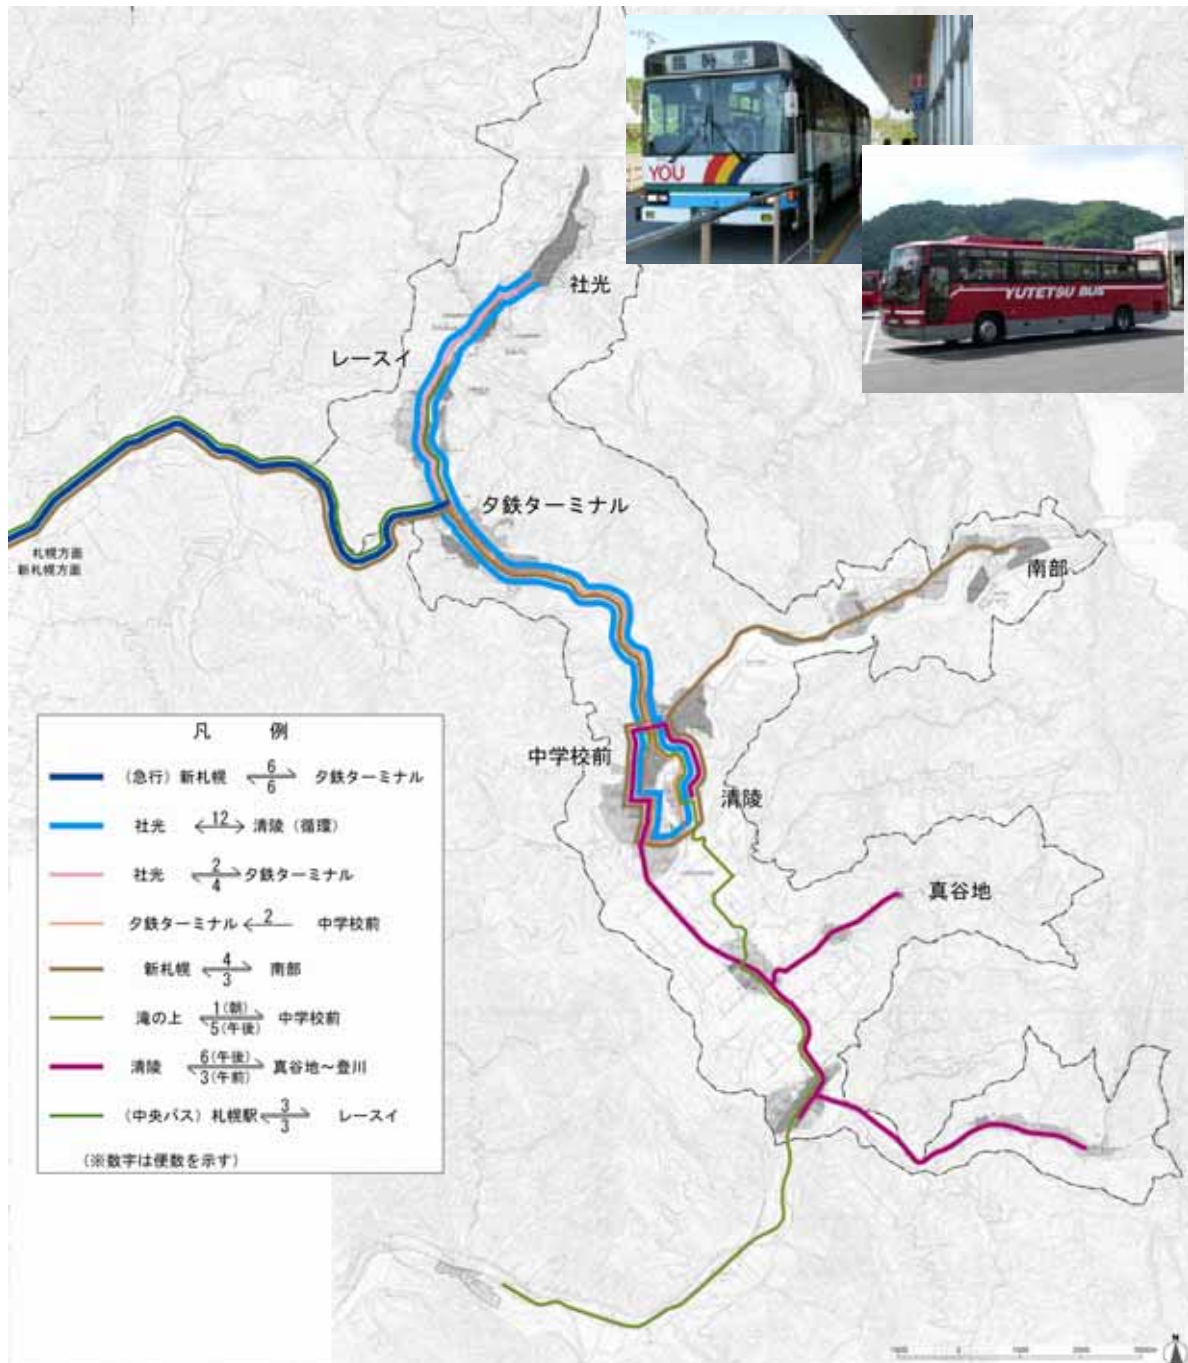 臨時便
YOU
YUTETSU BUS
社光
レースイ
夕鉄ターミナル
札幌方面
新札幌方面
南部
中学校前
清陵
真谷地
凡 例
(急行)新札幌 6 6 夕鉄ターミナル
社光 12 清陵(循環)
社光 2 4 夕鉄ターミナル
夕鉄ターミナル 2 中学校前
新札幌 4 3 南部
滝の上 1(朝) 5(午後) 中学校前
清陵 6(午後) 3(午前) 真谷地~登川
(中央バス)札幌駅 3 3 レースイ
(※数字は便数を示す)
N